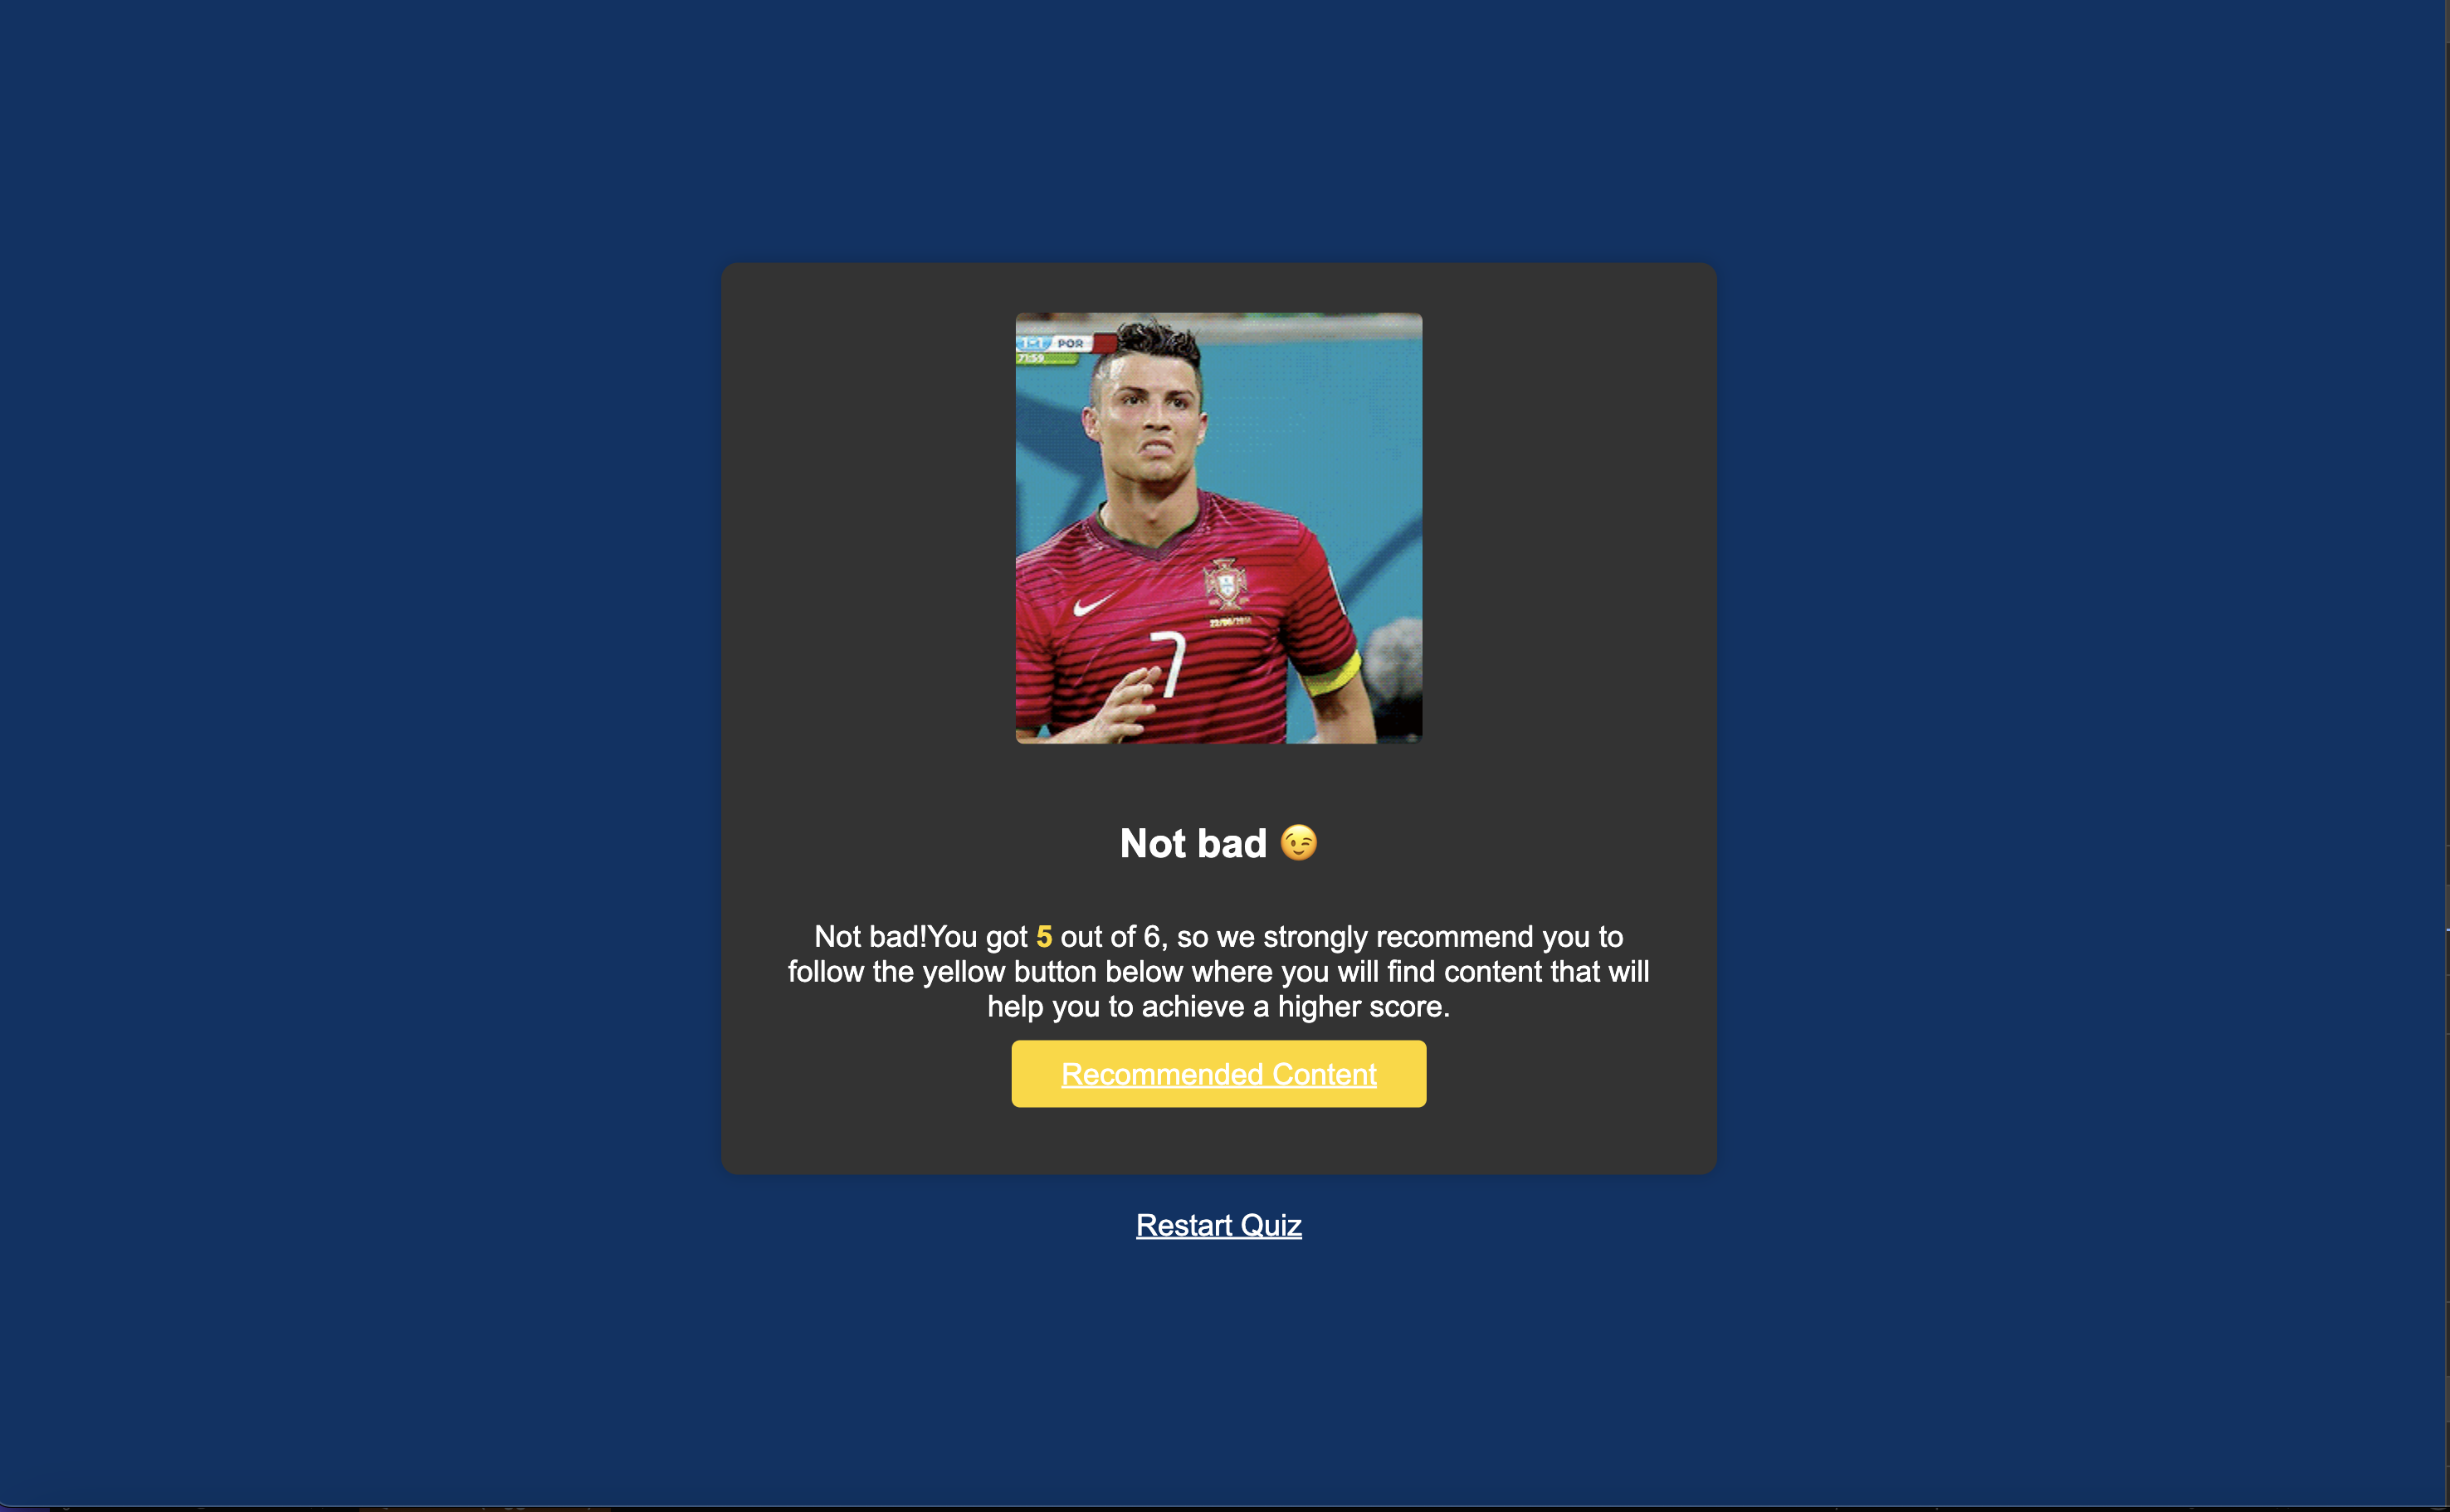 POR
71:59
7
Not bad 😉
Not bad!You got 5 out of 6, so we strongly recommend you to
follow the yellow button below where you will find content that will
help you to achieve a higher score.
Recommended Content
Restart Quiz